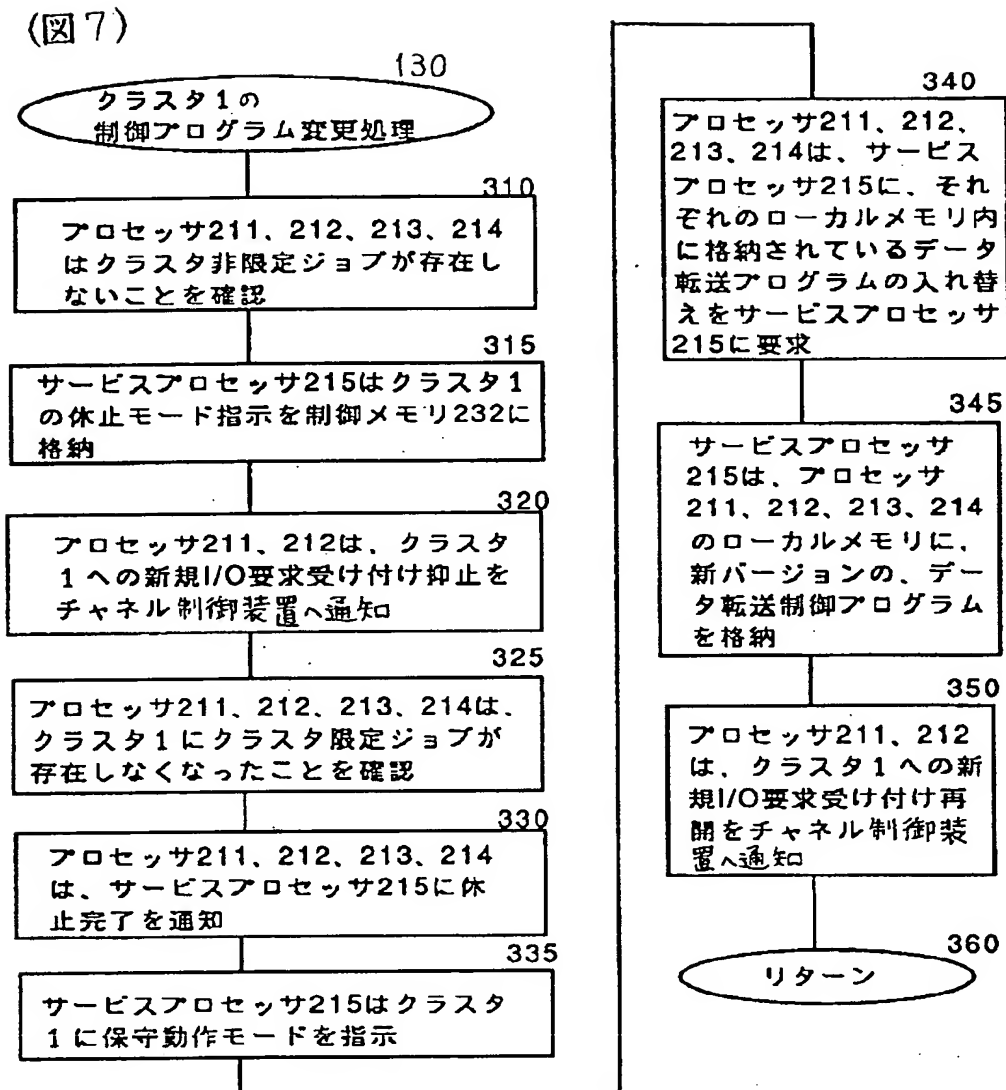 (図7)
130
クラスタ1の
制御プログラム変更処理
310
プロセッサ211、212、213、214
はクラスタ非限定ジョブが存在し
ないことを確認
315
サービスプロセッサ215はクラスタ1
の休止モード指示を制御メモリ232に
格納
320
プロセッサ211、212は、クラスタ
1への新規I/O要求受け付け抑止を
チャネル制御装置へ通知
325
プロセッサ211、212、213、214は、
クラスタ1にクラスタ限定ジョブが
存在しなくなったことを確認
330
プロセッサ211、212、213、214
は、サービスプロセッサ215に休
止完了を通知
335
サービスプロセッサ215はクラスタ
1に保守動作モードを指示
340
プロセッサ211、212、
213、214は、サービス
プロセッサ215に、それ
ぞれのローカルメモリ内
に格納されているデータ
転送プログラムの入れ替
えをサービスプロセッサ
215に要求
345
サービスプロセッサ
215は、プロセッサ
211、212、213、214
のローカルメモリに、
新バージョンの、デー
タ転送制御プログラム
を格納
350
プロセッサ211、212
は、クラスタ1への新
規I/O要求受け付け再
開をチャネル制御装
置へ通知
360
リターン